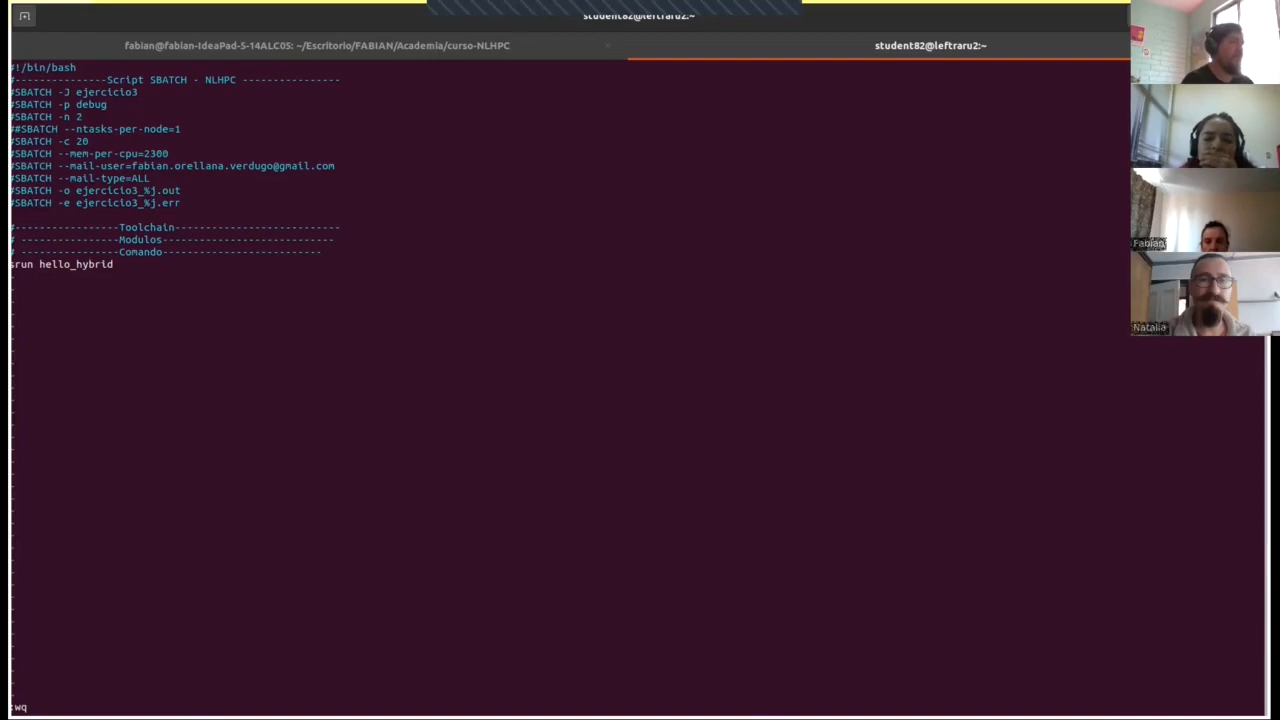 student82@leftraru2:~
fabian@fabian-IdeaPad-5-14ALC05: ~/Escritorio/FABIAN/Academia/curso-NLHPC
×
student82@leftraru2:~
#!/bin/bash
#---------------Script SBATCH - NLHPC ----------------
#SBATCH -J ejercicio3
#SBATCH -p debug
#SBATCH -n 2
##SBATCH --ntasks-per-node=1
#SBATCH -c 20
#SBATCH --mem-per-cpu=2300
#SBATCH --mail-user=fabian.orellana.verdugo@gmail.com
#SBATCH --mail-type=ALL
#SBATCH -o ejercicio3_%j.out
#SBATCH -e ejercicio3_%j.err
#-----------------Toolchain---------------------------
# ----------------Modulos----------------------------
# ----------------Comando--------------------------
srun hello_hybrid
:wq
Fabian
Natalia